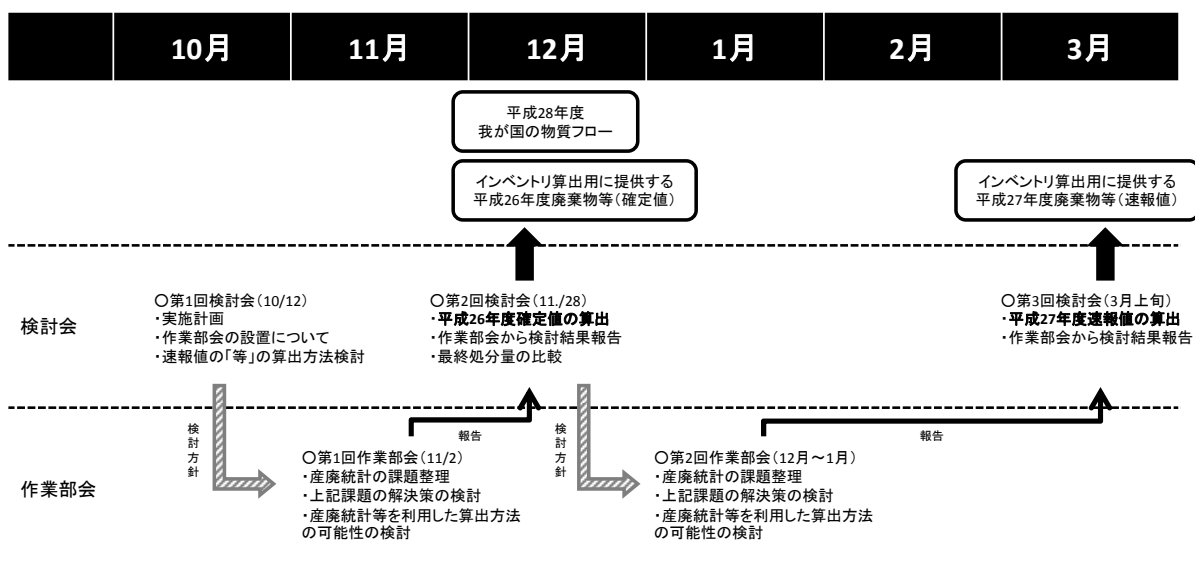 10月
11月
12月
1月
2月
3月
平成28年度
我が国の物質フロー
インベントリ算出用に提供する
平成26年度廃棄物等(確定値)
インベントリ算出用に提供する
平成27年度廃棄物等(速報値)
検討会
〇第1回検討会(10/12)
・実施計画
・作業部会の設置について
・速報値の「等」の算出方法検討
〇第2回検討会(11./28)
・平成26年度確定値の算出
・作業部会から検討結果報告
・最終処分量の比較
〇第3回検討会(3月上旬)
・平成27年度速報値の算出
・作業部会から検討結果報告
検討方針
報告
検討方針
報告
作業部会
〇第1回作業部会(11/2)
・産廃統計の課題整理
・上記課題の解決策の検討
・産廃統計等を利用した算出方法
の可能性の検討
〇第2回作業部会(12月～1月)
・産廃統計の課題整理
・上記課題の解決策の検討
・産廃統計等を利用した算出方法
の可能性の検討